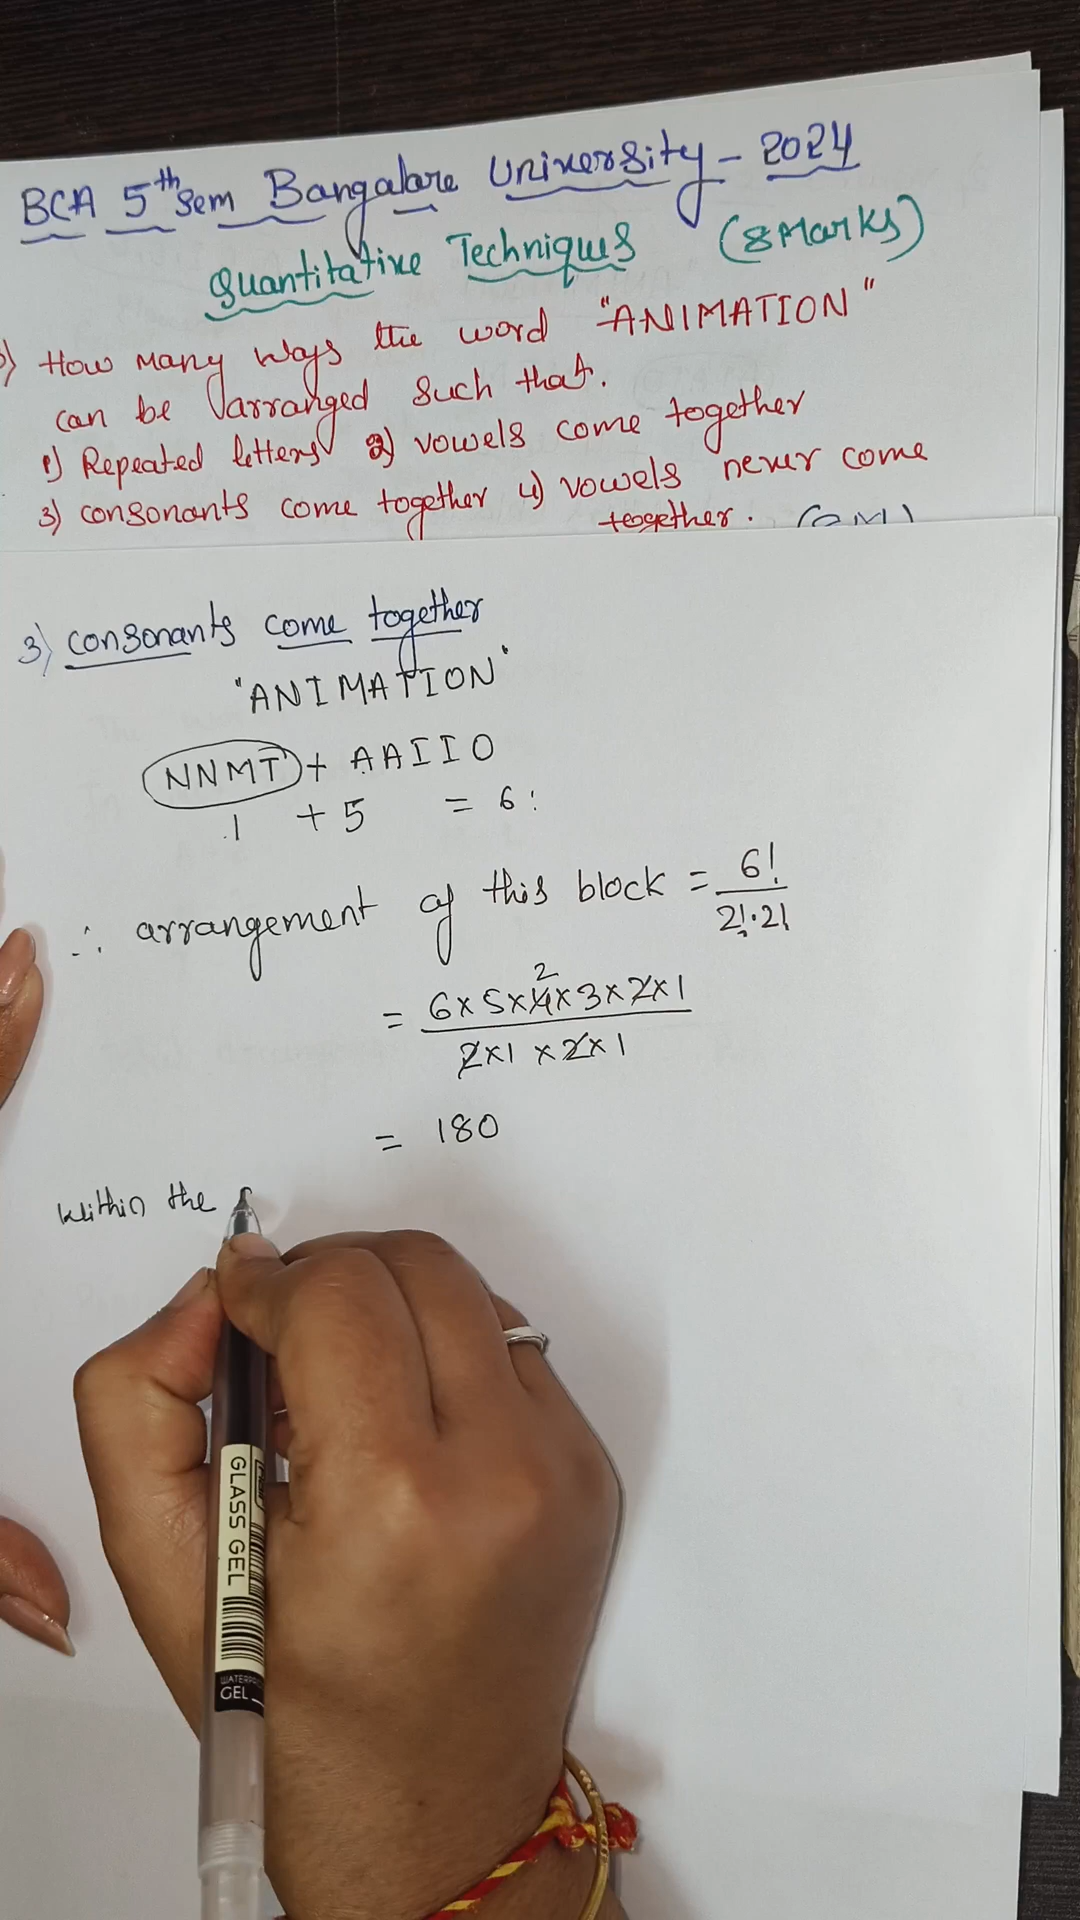 BCA 5th Sem Bangalore University - 2024
Quantitative Techniques (8 Marks)
How many ways the word "ANIMATION"
can be arranged such that.
1) Repeated letters 2) vowels come together
3) consonants come together 4) vowels never come
together.
3) consonants come together
"ANIMATION"
NNMT + AAIIO
1 + 5 = 6:
∴ arrangement of this block = 6!
2!·2!
2
= 6×5×4×3×2×1
2×1 ×2×1
= 180
within the
GLASS GEL
GEL